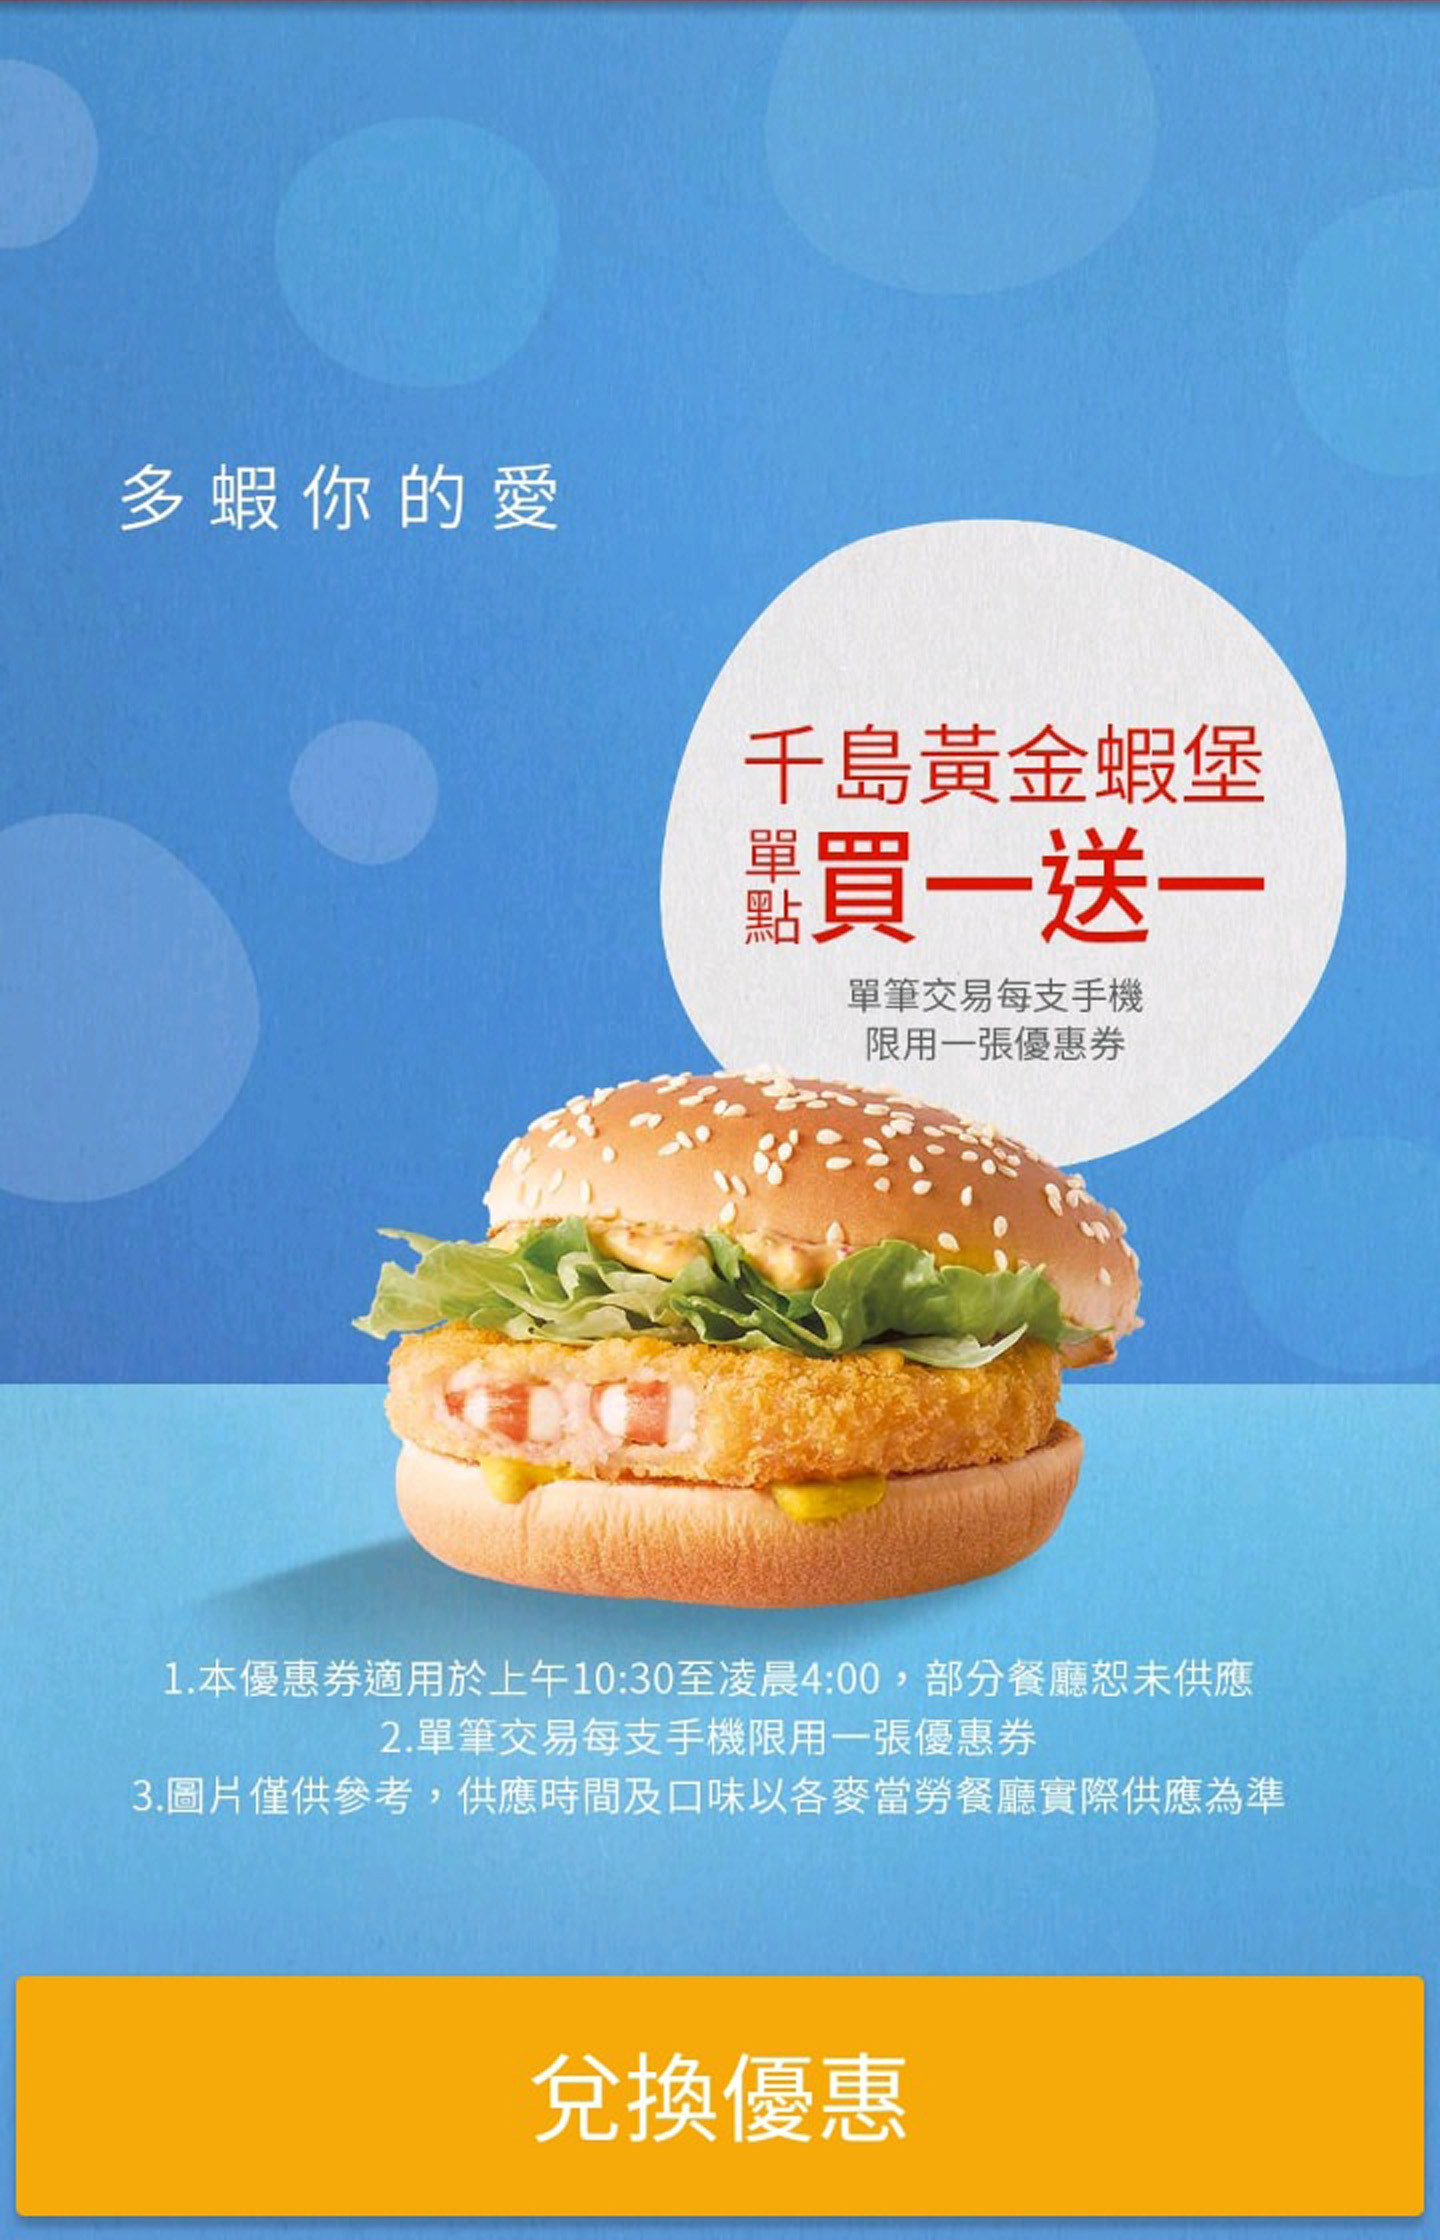 多蝦你的愛
千島黃金蝦堡
單點買一送一
單筆交易每支手機
限用一張優惠券
1.本優惠券適用於上午10:30至凌晨4:00，部分餐廳恕未供應
2.單筆交易每支手機限用一張優惠券
3.圖片僅供參考，供應時間及口味以各麥當勞餐廳實際供應為準
兌換優惠